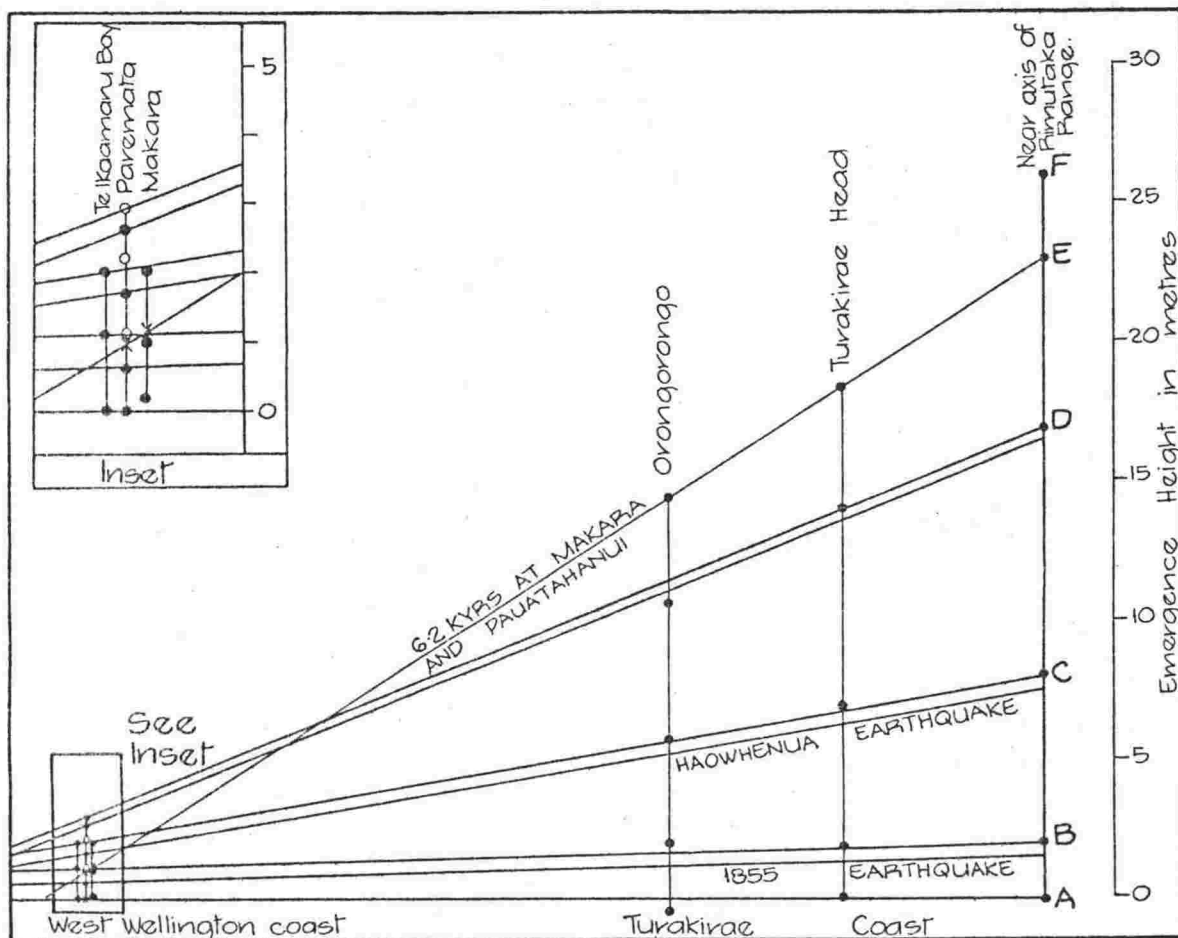 Te Ikaamaru Bay
Paremata
Makara
5
0
Inset
See
Inset
6·2 KYRS AT MAKARA
AND PAUATAHANUI
Orongorongo
Turakirae Head
Near axis of
Rimutaka
Range.
F
E
D
C
B
A
HAOWHENUA EARTHQUAKE
1855 EARTHQUAKE
30
25
20
15
10
5
0
Emergence Height in metres
West Wellington coast
Turakirae Coast